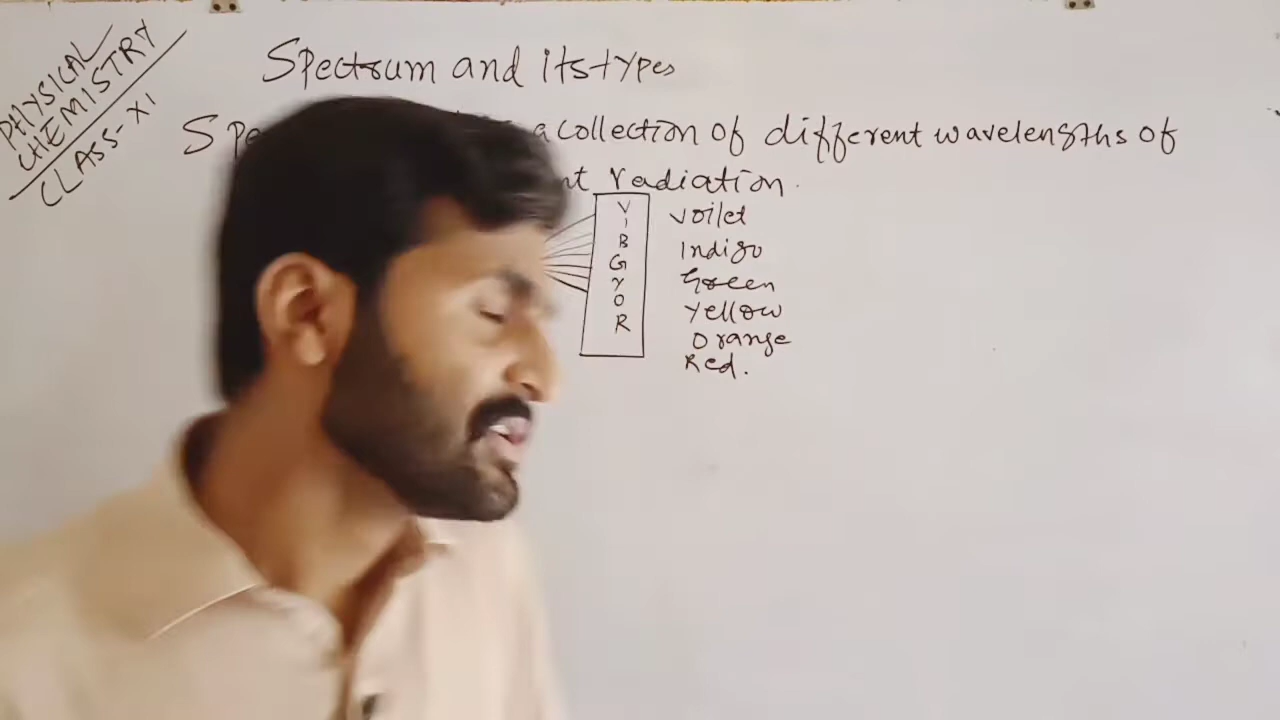 PHYSICAL
CHEMISTRY
CLASS-XI
Spectrum and its types
Spe a collection of different wavelengths of
nt radiation.
V
I
B
G
Y
O
R
Voilet
Indigo
Green
Yellow
Orange
Red.